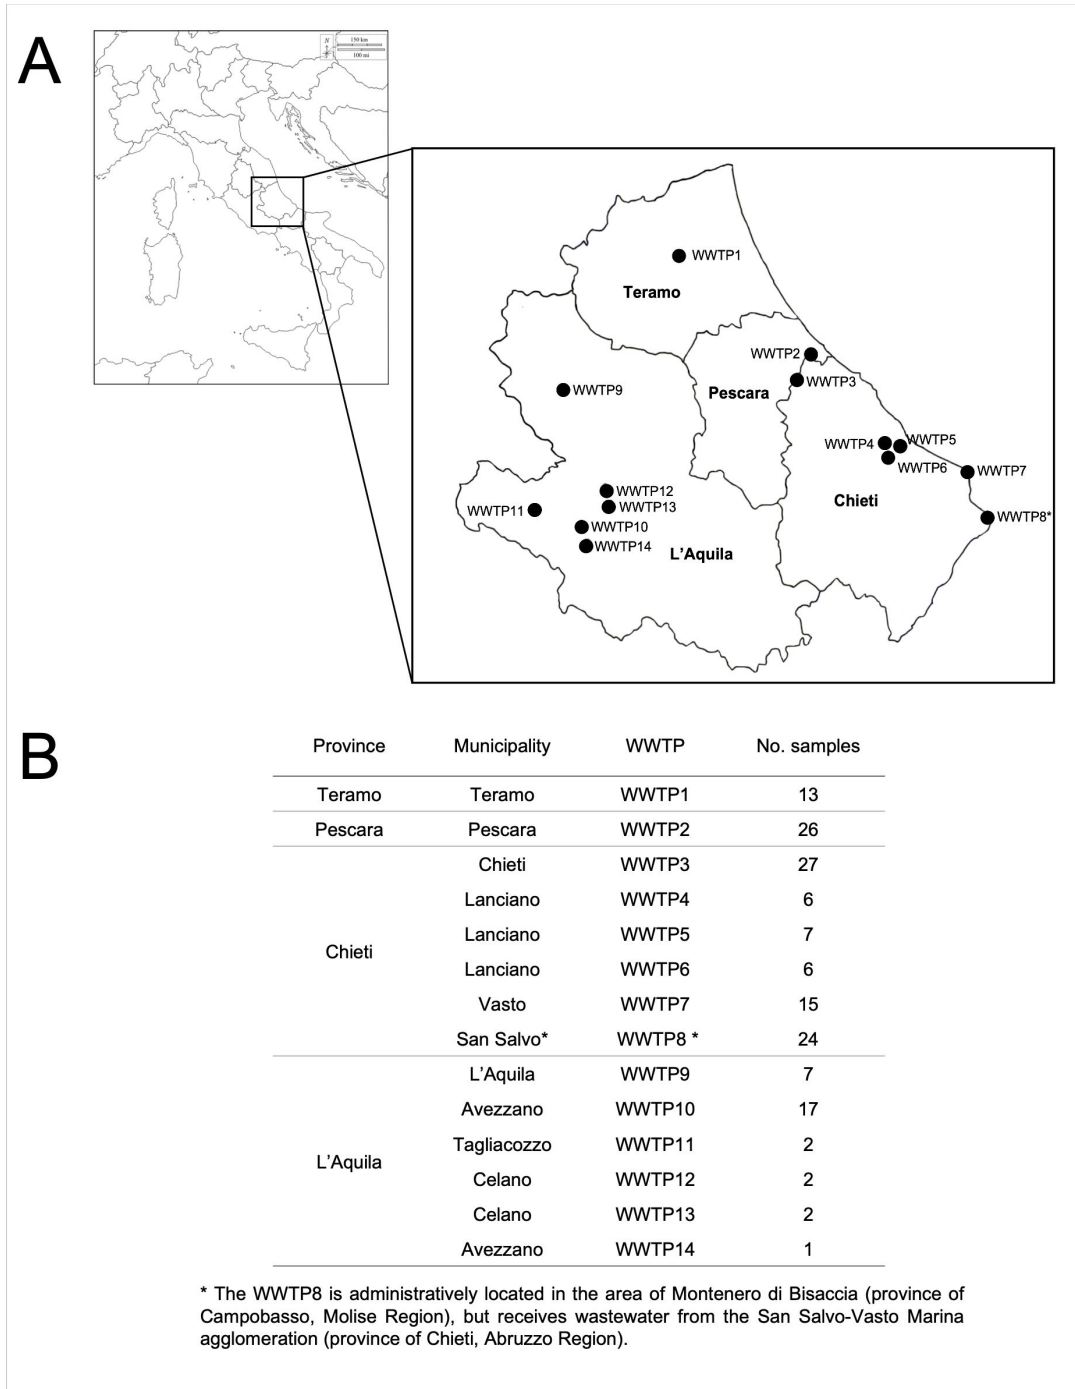 A
N
150 km
100 mi
WWTP1
Teramo
WWTP2
WWTP3
Pescara
WWTP9
WWTP4
WWTP5
WWTP6
WWTP7
Chieti
WWTP8*
WWTP12
WWTP13
WWTP11
WWTP10
WWTP14
L'Aquila
B
Province Municipality WWTP No. samples
Teramo Teramo WWTP1 13
Pescara Pescara WWTP2 26
Chieti WWTP3 27
Lanciano WWTP4 6
Lanciano WWTP5 7
Chieti
Lanciano WWTP6 6
Vasto WWTP7 15
San Salvo* WWTP8 * 24
L'Aquila WWTP9 7
Avezzano WWTP10 17
Tagliacozzo WWTP11 2
L'Aquila
Celano WWTP12 2
Celano WWTP13 2
Avezzano WWTP14 1
* The WWTP8 is administratively located in the area of Montenero di Bisaccia (province of
Campobasso, Molise Region), but receives wastewater from the San Salvo-Vasto Marina
agglomeration (province of Chieti, Abruzzo Region).